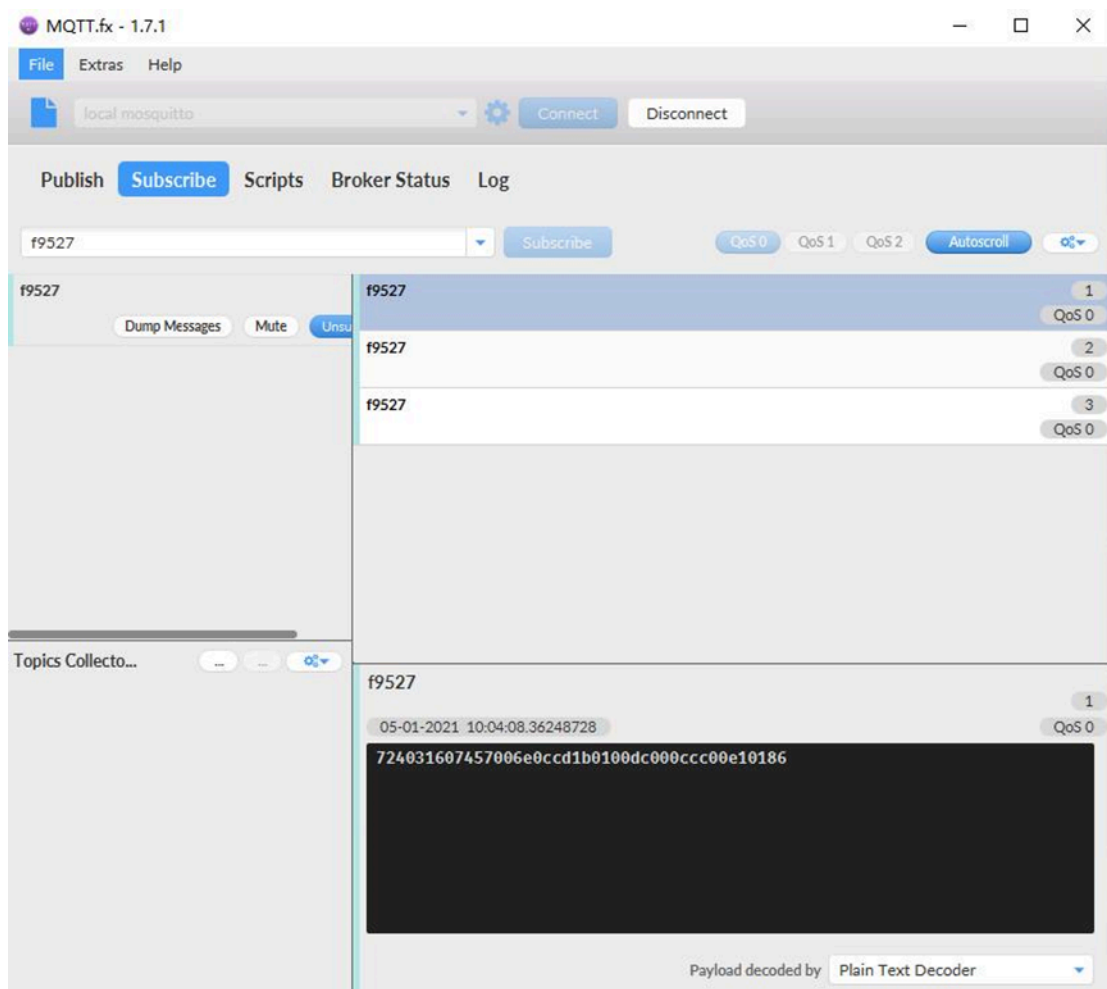 MQTT.fx - 1.7.1
File Extras Help
local mosquitto Connect Disconnect
Publish Subscribe Scripts Broker Status Log
f9527 Subscribe QoS 0 QoS 1 QoS 2 Autoscroll
f9527
Dump Messages Mute Unsu
f9527 1
QoS 0
f9527 2
QoS 0
f9527 3
QoS 0
Topics Collecto... ... ...
f9527
1
05-01-2021 10:04:08.36248728 QoS 0
724031607457006e0ccd1b0100dc000ccc00e10186
Payload decoded by Plain Text Decoder